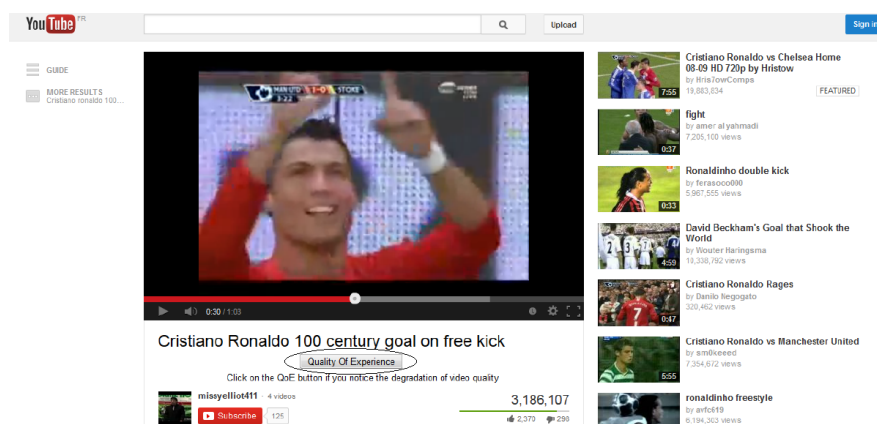 YouTube FR
Upload
Sign in
GUIDE
MORE RESULTS
Cristiano ronaldo 100...
MAN UTD 1-0 STOKE
3:22
0:30 / 1:03
Cristiano Ronaldo 100 century goal on free kick
Quality Of Experience
Click on the QoE button if you notice the degradation of video quality
missyelliot411 · 4 videos
Subscribe 125
3,186,107
2,370 290
Cristiano Ronaldo vs Chelsea Home
08-09 HD 720p by Hristow
by HrisTowComps
19,883,834
FEATURED
7:55
fight
by amer al yahmadi
7,205,100 views
0:37
Ronaldinho double kick
by ferasoco000
5,967,555 views
0:33
David Beckham's Goal that Shook the
World
by Wouter Haringsma
10,338,792 views
4:59
Cristiano Ronaldo Rages
by Danilo Negogato
320,462 views
0:47
Cristiano Ronaldo vs Manchester United
by sm0keeed
7,354,672 views
5:55
ronaldinho freestyle
by avfc619
6,194,303 views